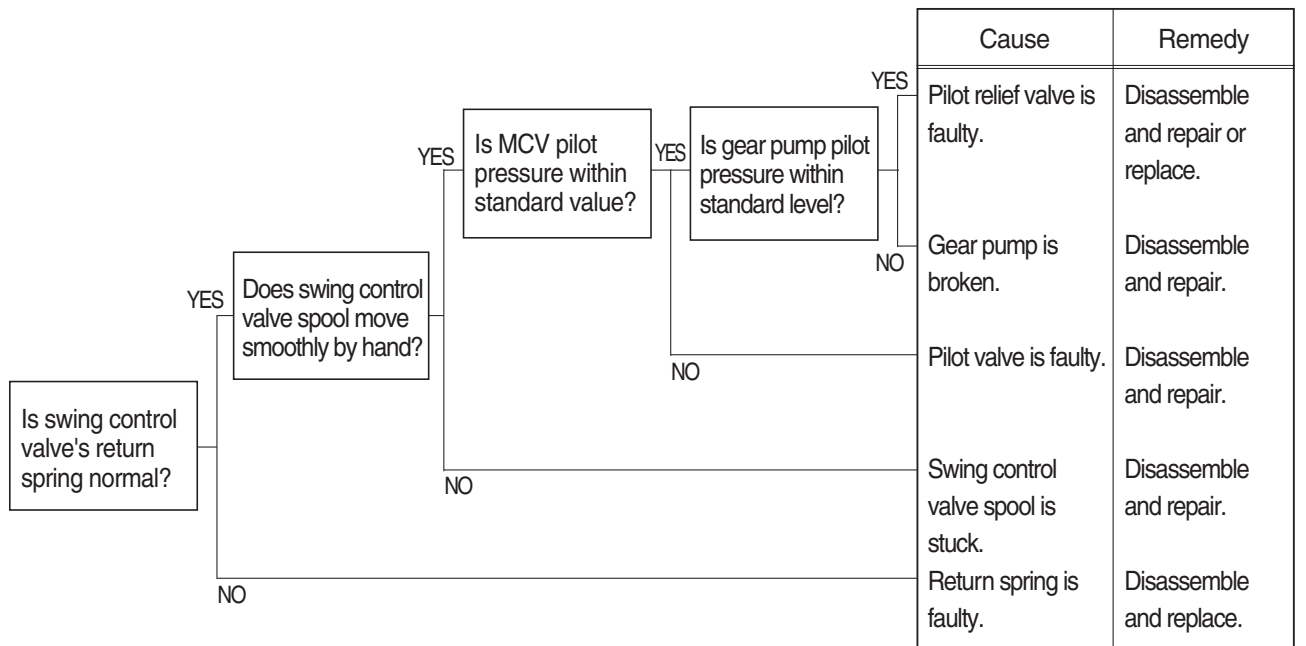 Cause
Remedy
YES
Pilot relief valve is
faulty.
Disassemble
and repair or
replace.
YES
Is MCV pilot
pressure within
standard value?
YES
Is gear pump pilot
pressure within
standard level?
NO
Gear pump is
broken.
Disassemble
and repair.
YES
Does swing control
valve spool move
smoothly by hand?
NO
Pilot valve is faulty.
Disassemble
and repair.
Is swing control
valve's return
spring normal?
NO
Swing control
valve spool is
stuck.
Disassemble
and repair.
NO
Return spring is
faulty.
Disassemble
and replace.